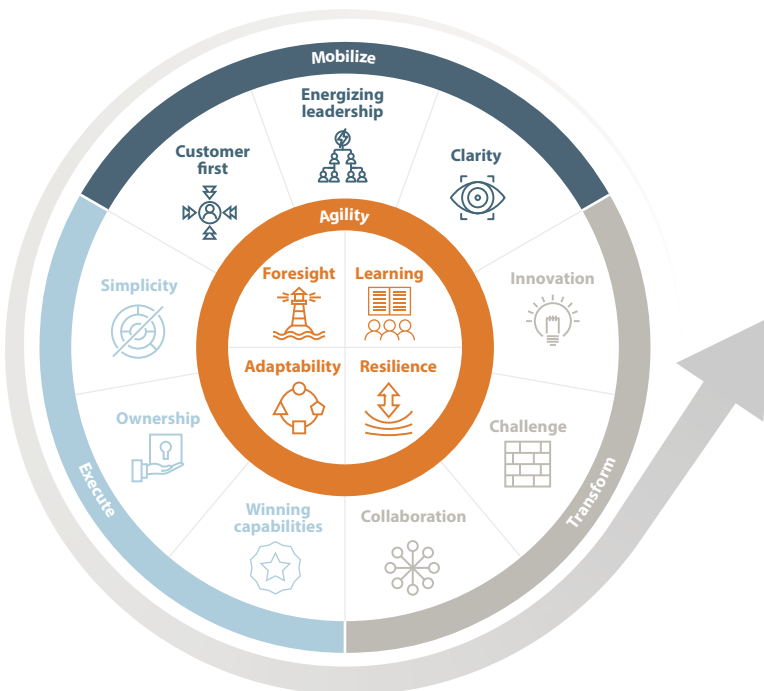 Mobilize
Energizing
leadership
Customer
first
Clarity
Agility
Simplicity
Foresight
Learning
Innovation
Adaptability
Resilience
Ownership
Challenge
Execute
Winning
capabilities
Collaboration
Transform